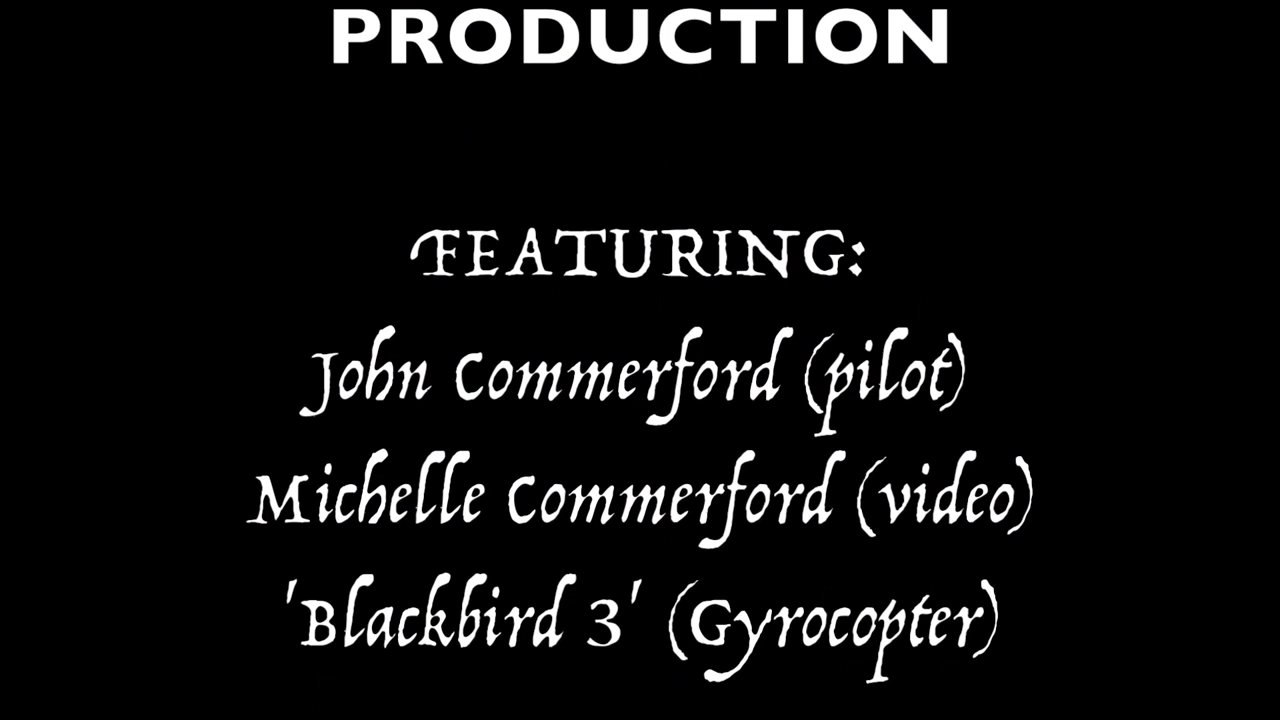 PRODUCTION
FEATURING:
John Commerford (pilot)
Michelle Commerford (video)
'Blackbird 3' (Gyrocopter)